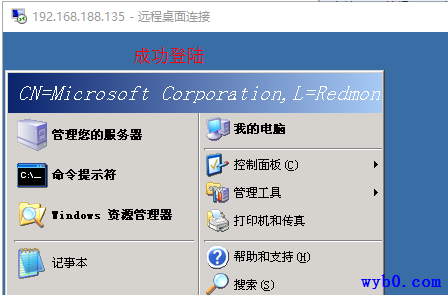 192.168.188.135 - 远程桌面连接
成功登陆
CN=Microsoft Corporation,L=Redmon
管理您的服务器
命令提示符
C:\...
Windows 资源管理器
记事本
我的电脑
控制面板(C)
管理工具
打印机和传真
帮助和支持(H)
搜索(S)
wyb0.com